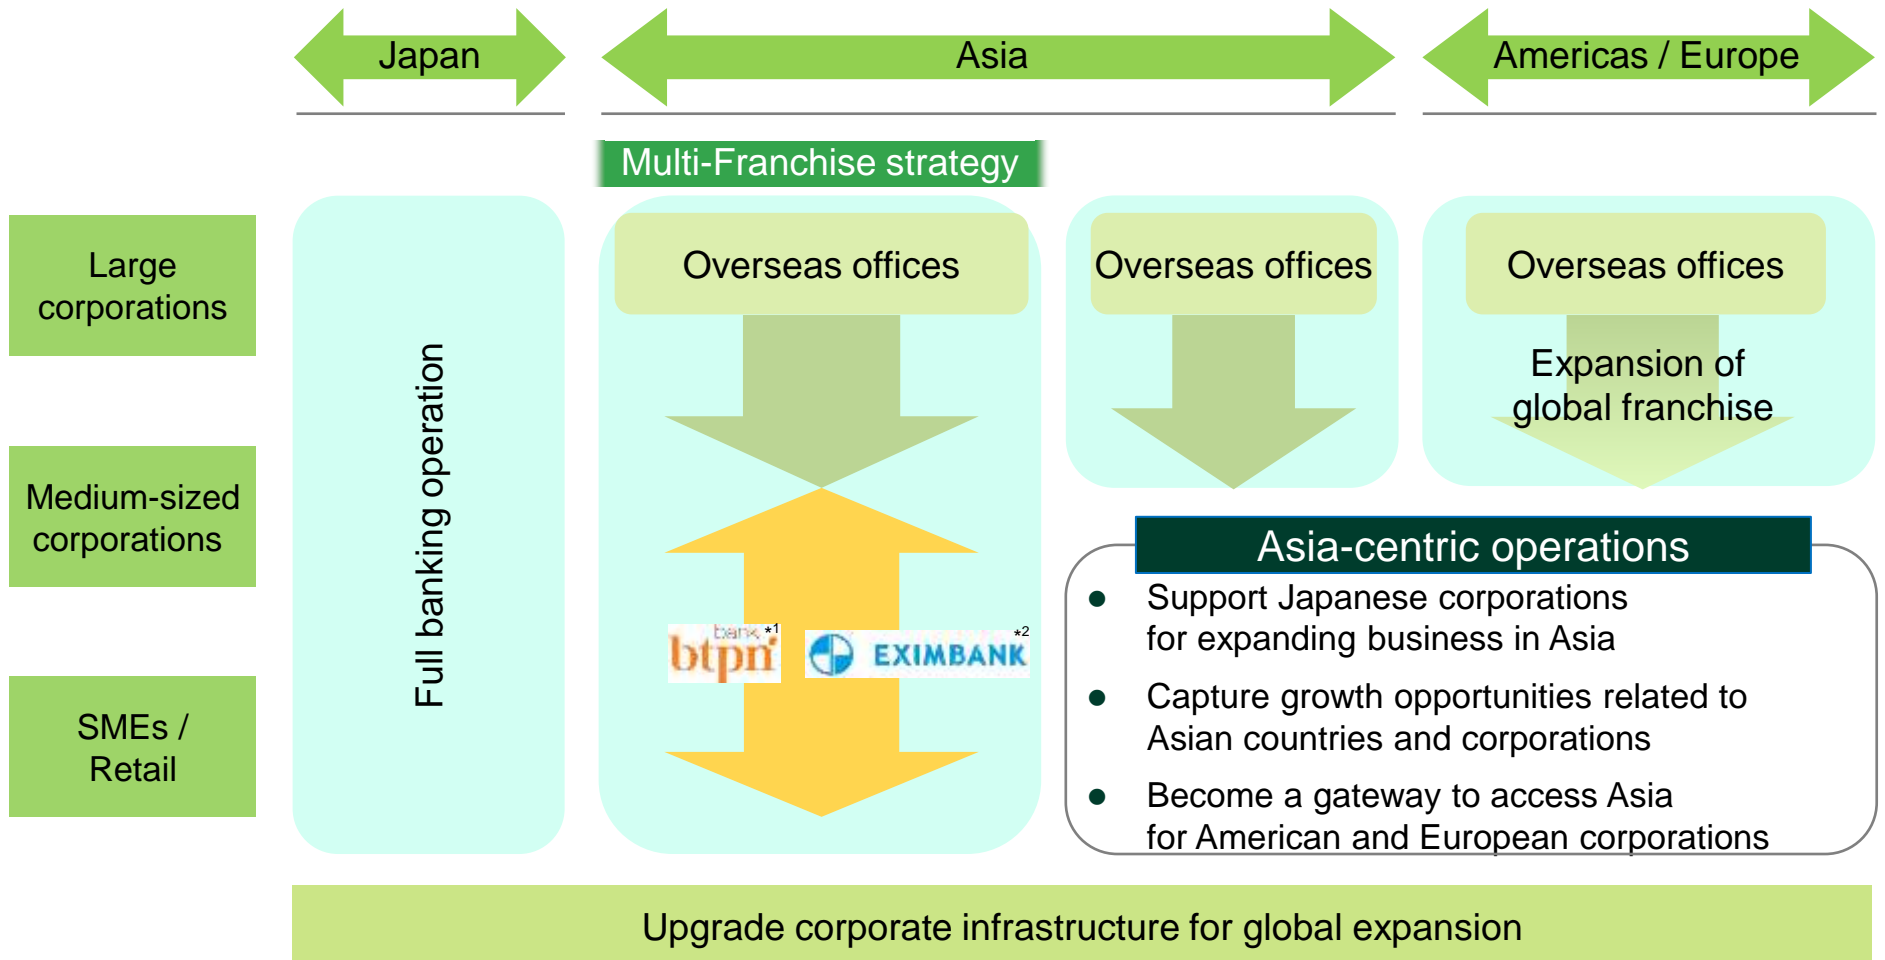 Japan
Asia
Americas / Europe
Multi-Franchise strategy
Large
corporations
Medium-sized
corporations
SMEs /
Retail
Full banking operation
Overseas offices
Overseas offices
Overseas offices
Expansion of
global franchise
bank *1
btpn
EXIMBANK *2
Asia-centric operations
● Support Japanese corporations
for expanding business in Asia
● Capture growth opportunities related to
Asian countries and corporations
● Become a gateway to access Asia
for American and European corporations
Upgrade corporate infrastructure for global expansion